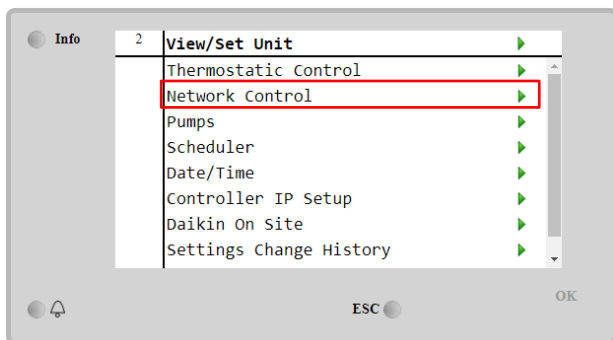 Info
2 View/Set Unit
Thermostatic Control
Network Control
Pumps
Scheduler
Date/Time
Controller IP Setup
Daikin On Site
Settings Change History
ESC
OK